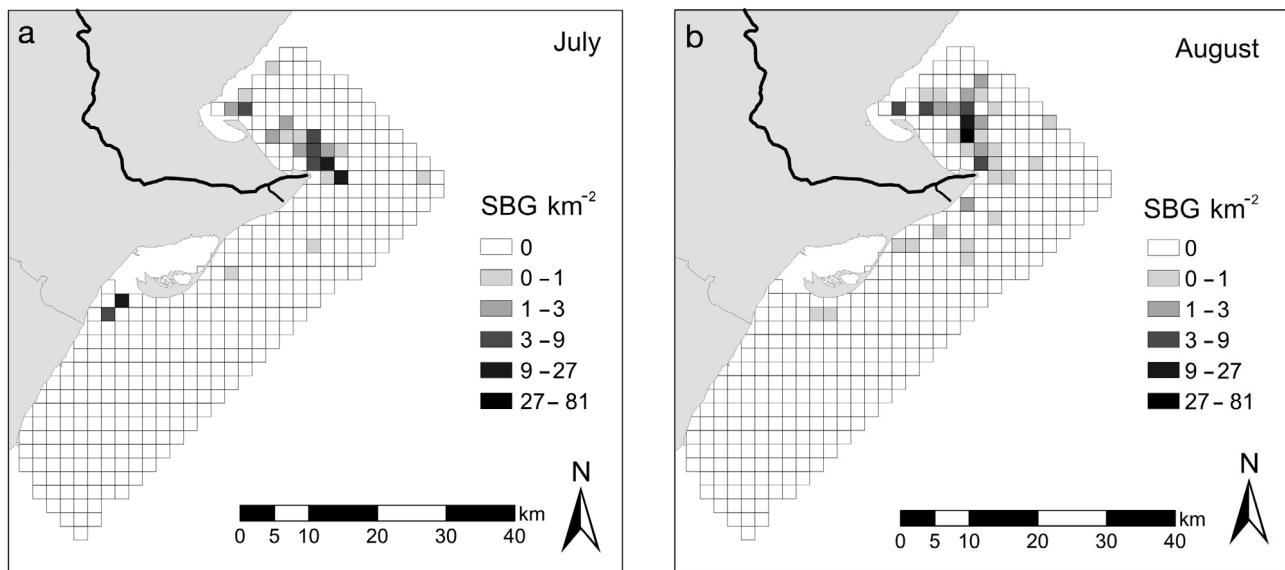 a
July
SBG km⁻²
0
0 – 1
1 – 3
3 – 9
9 – 27
27 – 81
N
km
0 5 10 20 30 40
b
August
SBG km⁻²
0
0 – 1
1 – 3
3 – 9
9 – 27
27 – 81
N
km
0 5 10 20 30 40